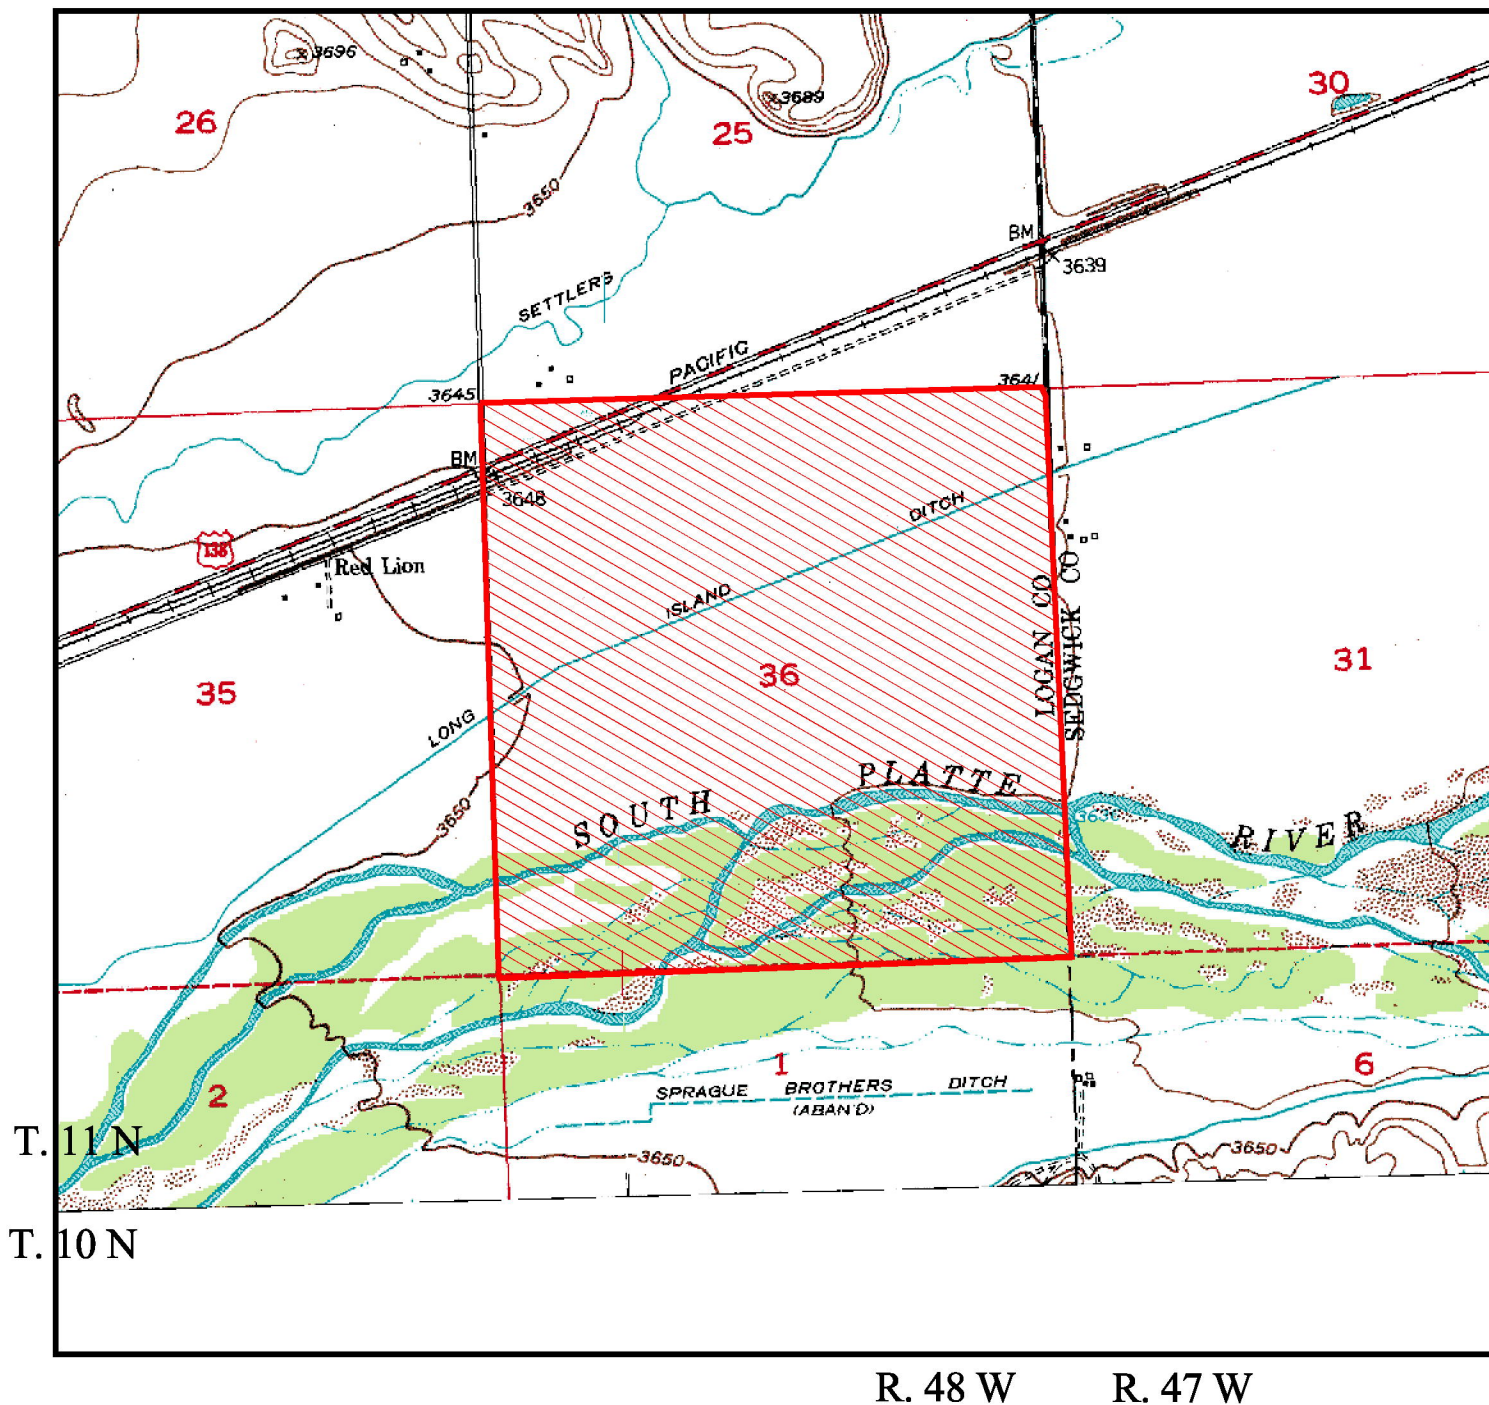 3696
3689
30
26
25
3650
BM
3639
SETTLERS
PACIFIC
3645
3641
BM
3648
DITCH
138
Red Lion
ISLAND
LOGAN CO
SEDGWICK CO
36
31
35
LONG
3650
SOUTH PLATTE RIVER
1
6
2
SPRAGUE BROTHERS DITCH
(ABAN'D)
T. 11 N
3650
3650
T. 10 N
R. 48 W
R. 47 W